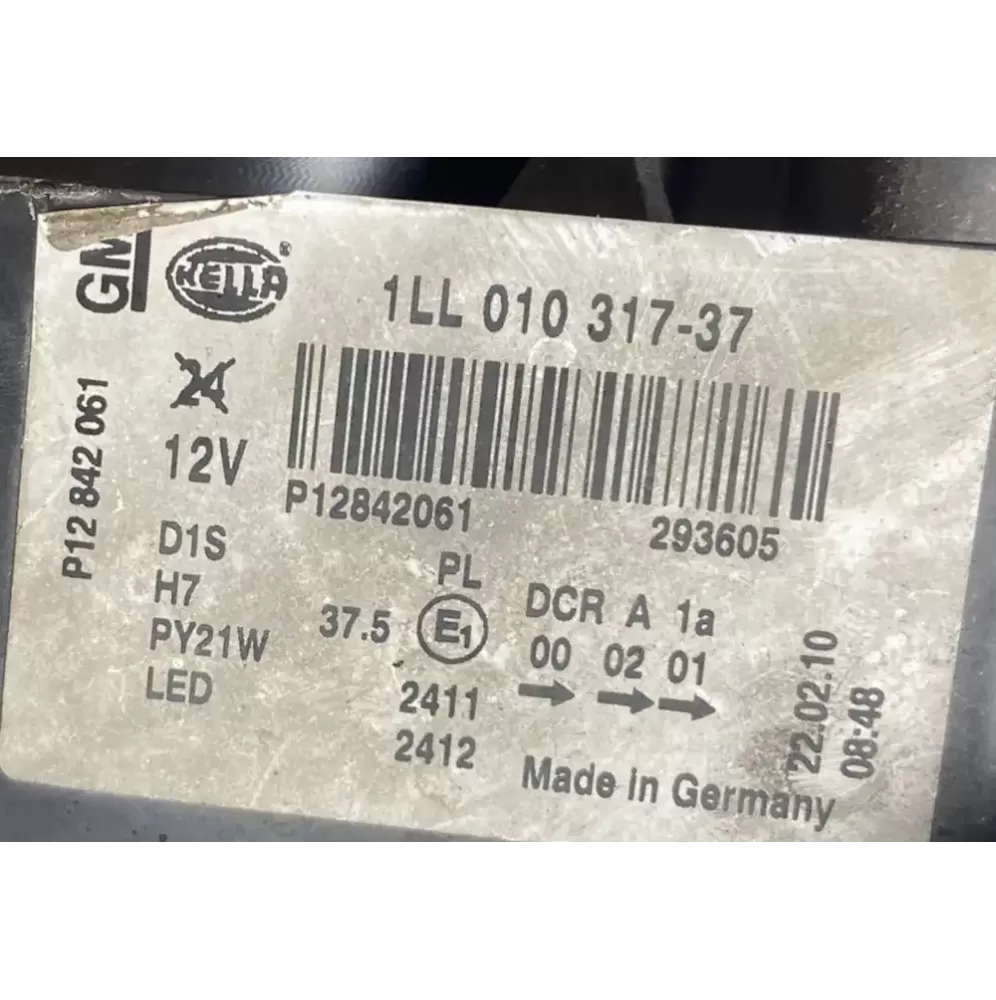 GM
HELLA®
1LL 010 317-37
24
12V
P12 842 061
P12842061
293605
D1S
H7
PY21W
LED
PL
37.5 E1
2411
2412
DCR A 1a
00 02 01
Made in Germany
22.02.10
08:48